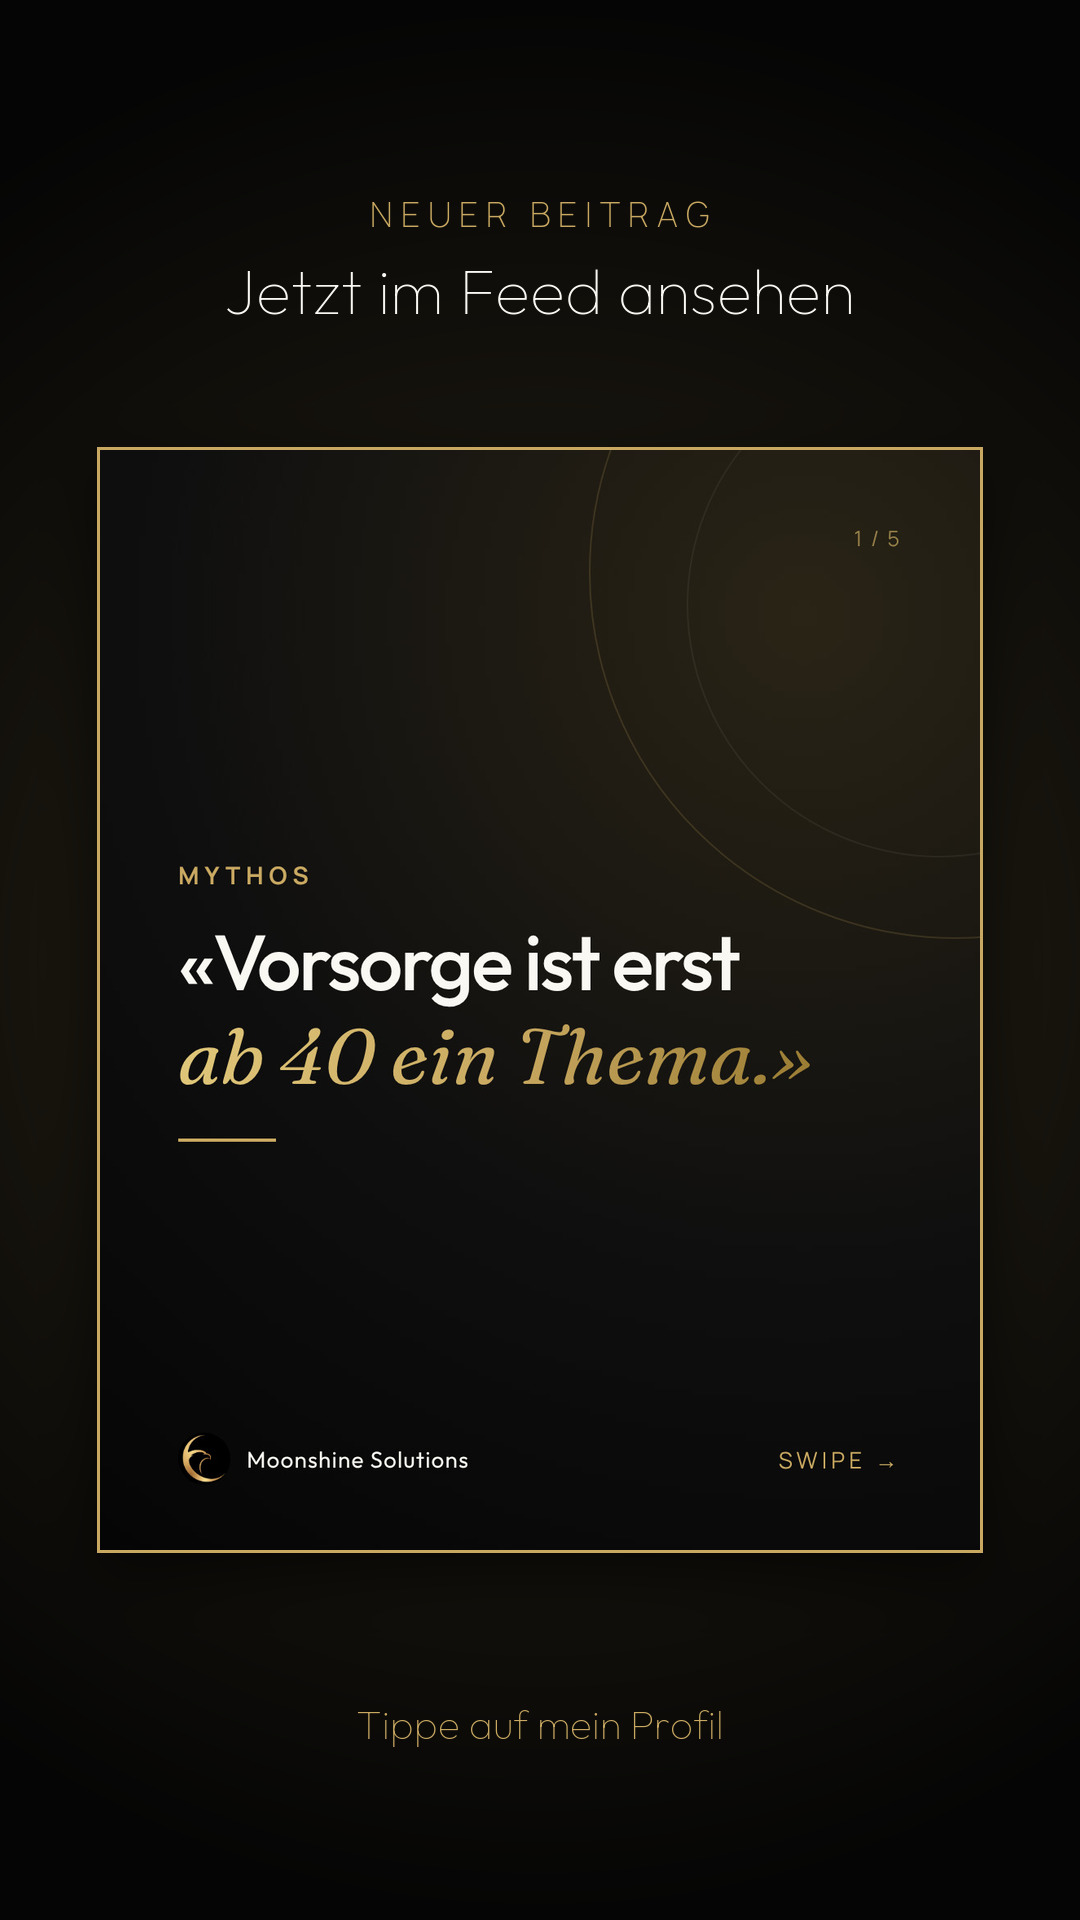 NEUER BEITRAG
Jetzt im Feed ansehen
1 / 5
MYTHOS
«Vorsorge ist erst
ab 40 ein Thema.»
Moonshine Solutions
SWIPE →
Tippe auf mein Profil